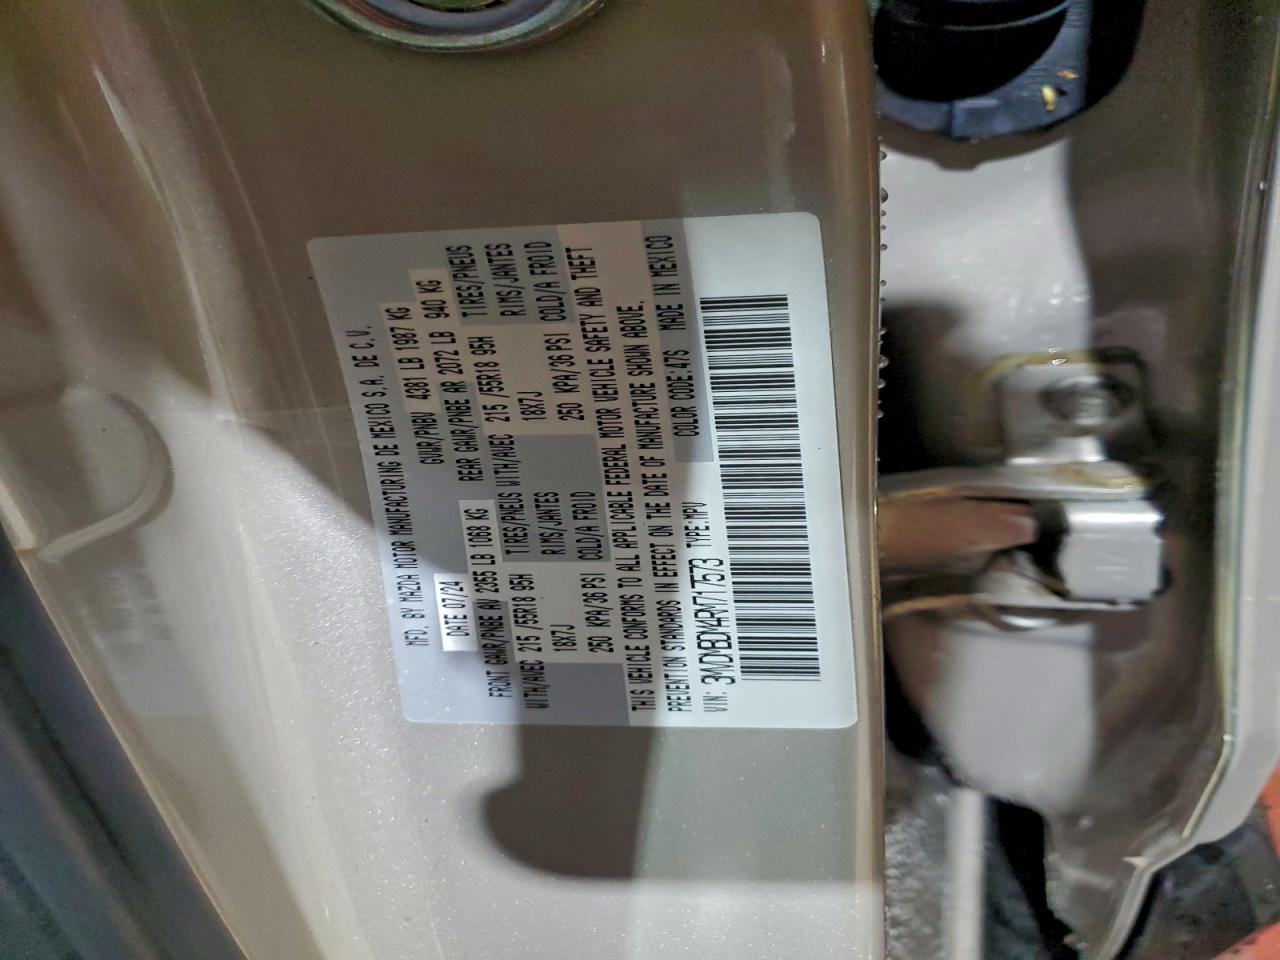 MFD. BY MAZDA MOTOR MANUFACTURING DE MEXICO S.A. DE C.V.
DATE 07/24 GVWR/PNBV 4381 LB 1987 KG
FRONT GAWR/PNBE AV 2365 LB 1068 KG REAR GAWR/PNBE AR 2072 LB 940 KG
WITH/AVEC 215 /55R18 95H TIRES/PNEUS WITH/AVEC 215 /55R18 95H TIRES/PNEUS
18X7J RIMS/JANTES 18X7J RIMS/JANTES
250 KPA/36 PSI COLD/A FROID 250 KPA/36 PSI COLD/A FROID
THIS VEHICLE CONFORMS TO ALL APPLICABLE FEDERAL MOTOR VEHICLE SAFETY AND THEFT
PREVENTION STANDARDS IN EFFECT ON THE DATE OF MANUFACTURE SHOWN ABOVE.
VIN: 3MVDMBDY4RM717573 TYPE:MPV COLOR CODE:47S MADE IN MEXICO